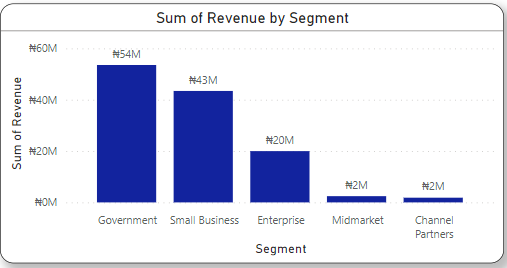 Sum of Revenue by Segment
₦60M
₦40M
₦20M
₦0M
Sum of Revenue
₦54M
₦43M
₦20M
₦2M
₦2M
Government
Small Business
Enterprise
Midmarket
Channel
Partners
Segment